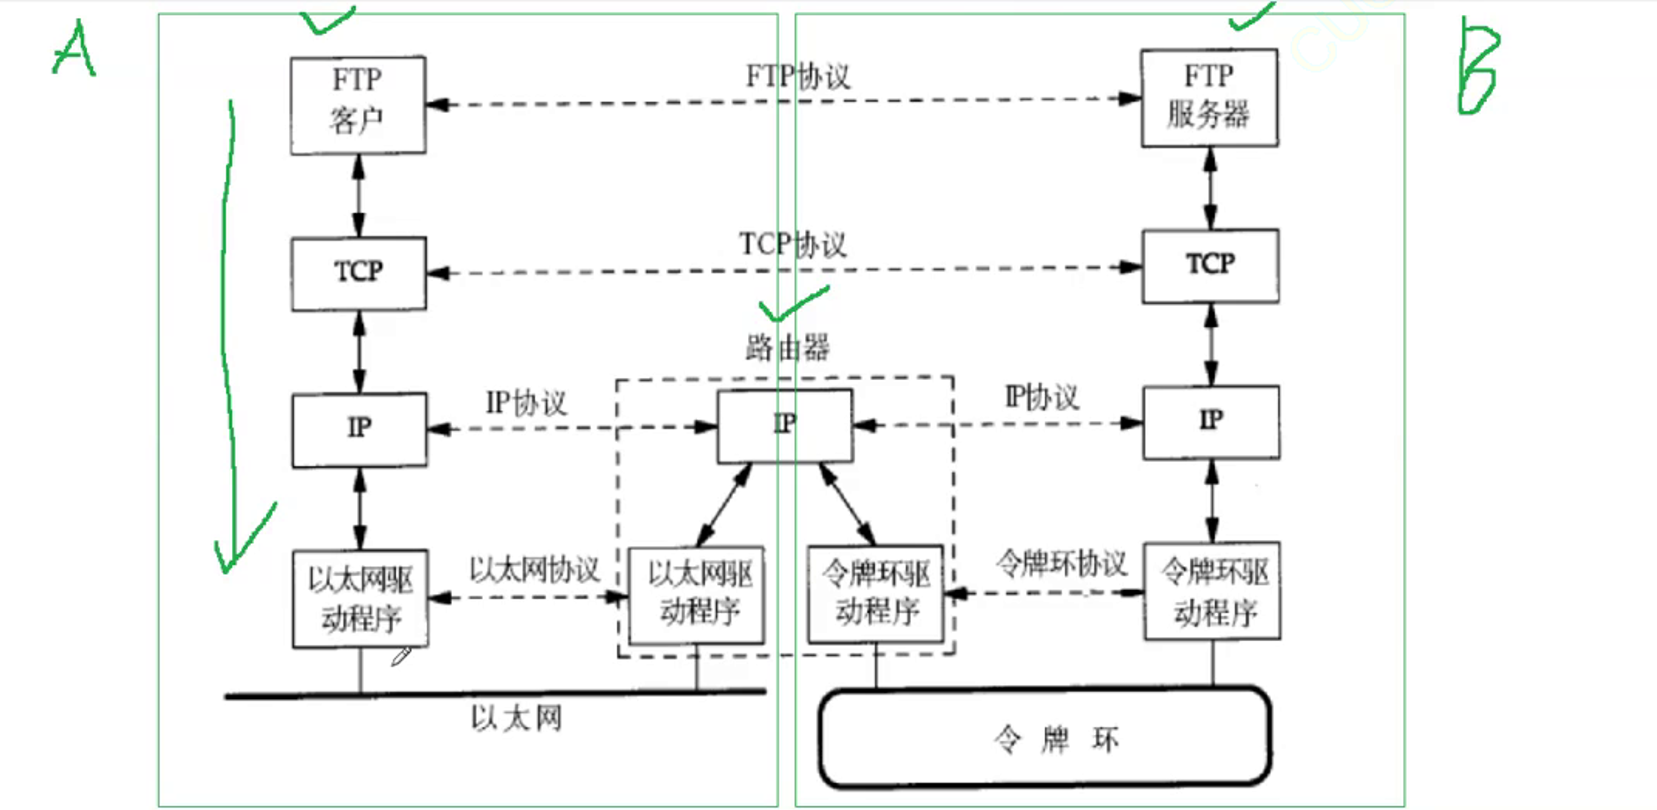 A
B
FTP
客户
FTP协议
FTP
服务器
TCP
TCP协议
TCP
路由器
IP
IP协议
IP
IP协议
IP
以太网驱
动程序
以太网协议
以太网驱
动程序
令牌环驱
动程序
令牌环协议
令牌环驱
动程序
以太网
令牌环